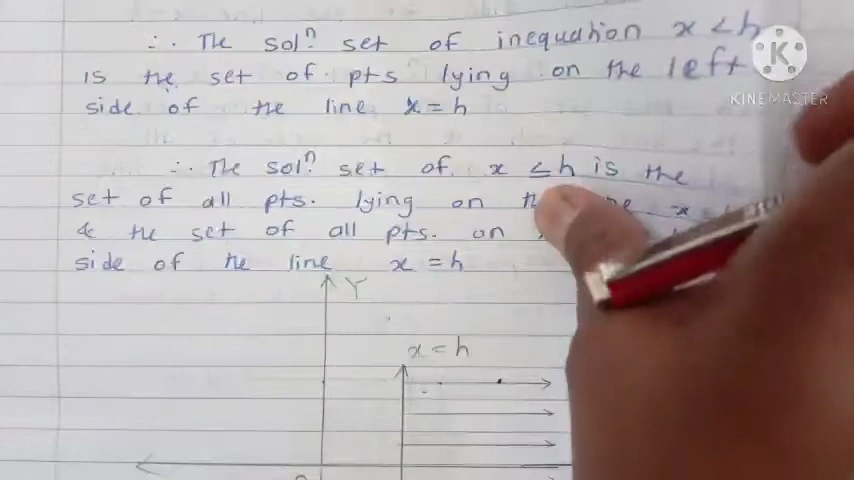 ∴ The solⁿ set of inequation x < h
is the set of pts lying on the left
side of the line x = h
∴ The solⁿ set of x ≤ h is the
set of all pts. lying on
& the set of all pts. on
side of the line x = h
Y
x = h
K
KINEMASTER